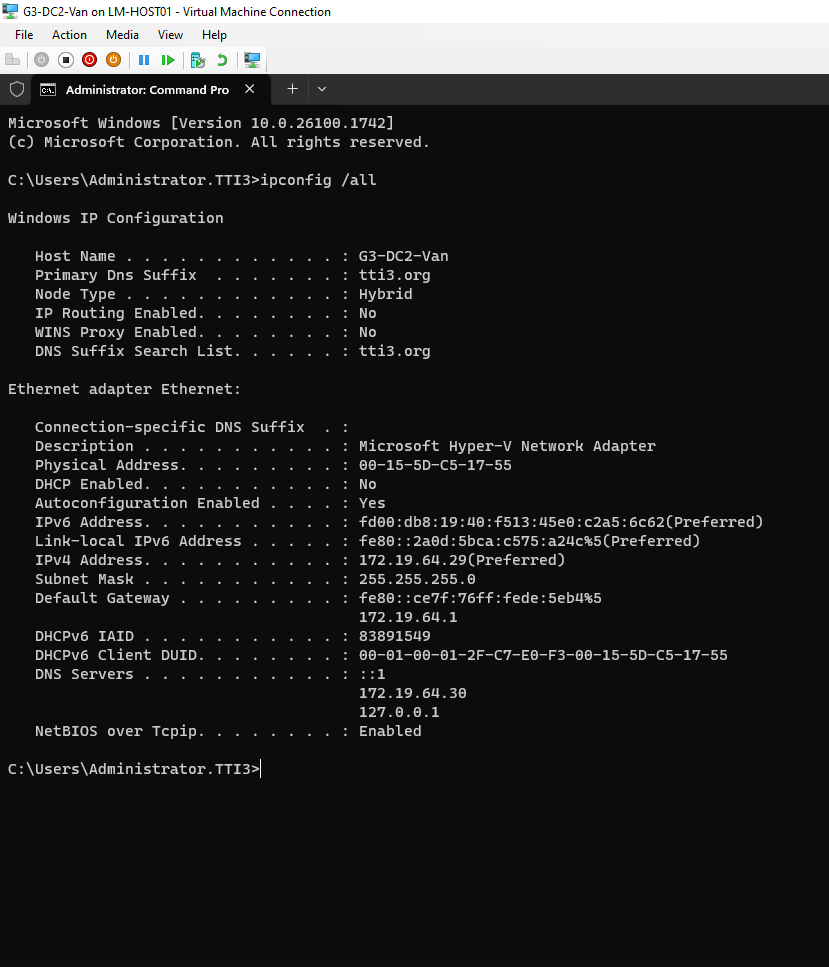 G3-DC2-Van on LM-HOST01 - Virtual Machine Connection
File Action Media View Help
Administrator: Command Pro
Microsoft Windows [Version 10.0.26100.1742]
(c) Microsoft Corporation. All rights reserved.
C:\Users\Administrator.TTI3>ipconfig /all
Windows IP Configuration
Host Name . . . . . . . . . . . . : G3-DC2-Van
Primary Dns Suffix  . . . . . . . : tti3.org
Node Type . . . . . . . . . . . . : Hybrid
IP Routing Enabled. . . . . . . . : No
WINS Proxy Enabled. . . . . . . . : No
DNS Suffix Search List. . . . . . : tti3.org
Ethernet adapter Ethernet:
Connection-specific DNS Suffix  . :
Description . . . . . . . . . . . : Microsoft Hyper-V Network Adapter
Physical Address. . . . . . . . . : 00-15-5D-C5-17-55
DHCP Enabled. . . . . . . . . . . : No
Autoconfiguration Enabled . . . . : Yes
IPv6 Address. . . . . . . . . . . : fd00:db8:19:40:f513:45e0:c2a5:6c62(Preferred)
Link-local IPv6 Address . . . . . : fe80::2a0d:5bca:c575:a24c%5(Preferred)
IPv4 Address. . . . . . . . . . . : 172.19.64.29(Preferred)
Subnet Mask . . . . . . . . . . . : 255.255.255.0
Default Gateway . . . . . . . . . : fe80::ce7f:76ff:fede:5eb4%5
172.19.64.1
DHCPv6 IAID . . . . . . . . . . . : 83891549
DHCPv6 Client DUID. . . . . . . . : 00-01-00-01-2F-C7-E0-F3-00-15-5D-C5-17-55
DNS Servers . . . . . . . . . . . : ::1
172.19.64.30
127.0.0.1
NetBIOS over Tcpip. . . . . . . . : Enabled
C:\Users\Administrator.TTI3>